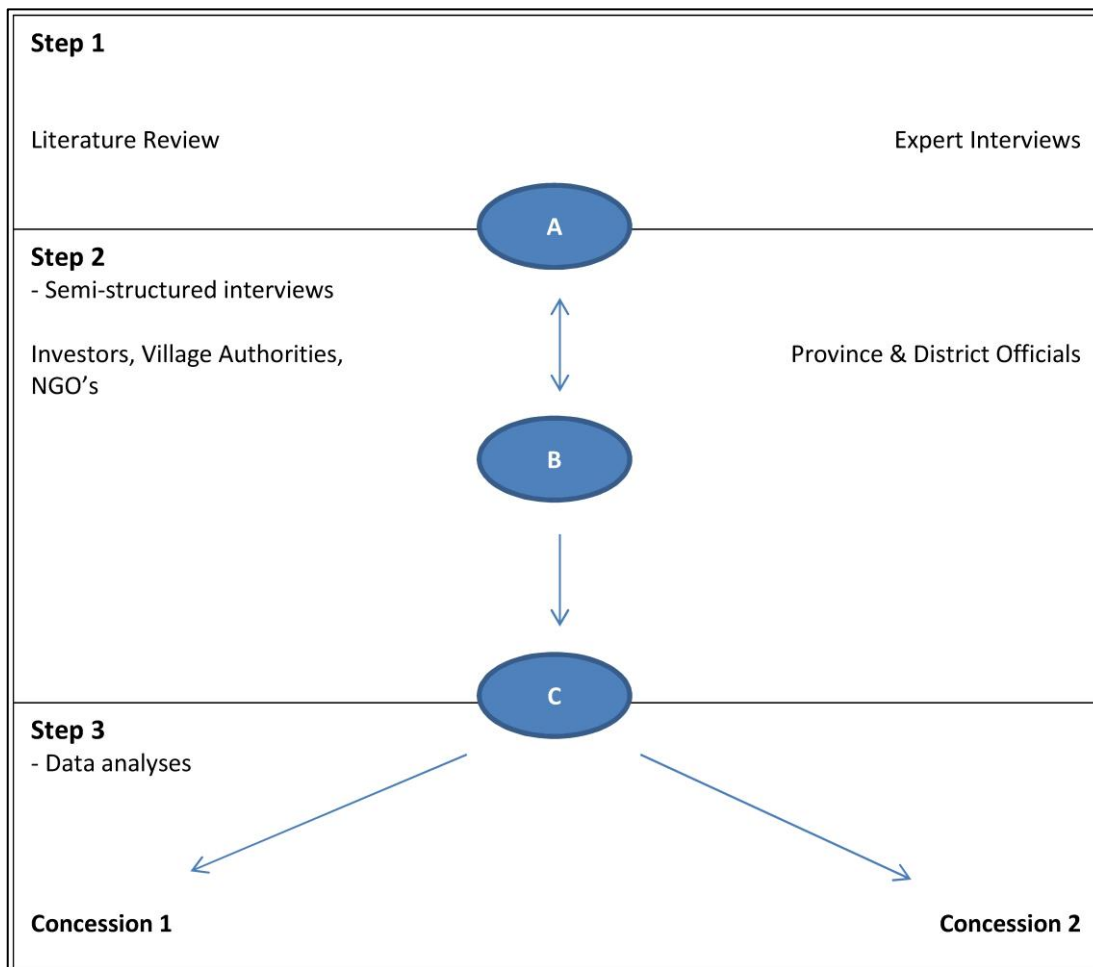 Step 1
Literature Review
Expert Interviews
A
Step 2
- Semi-structured interviews
Investors, Village Authorities,
NGO's
Province & District Officials
B
C
Step 3
- Data analyses
Concession 1
Concession 2